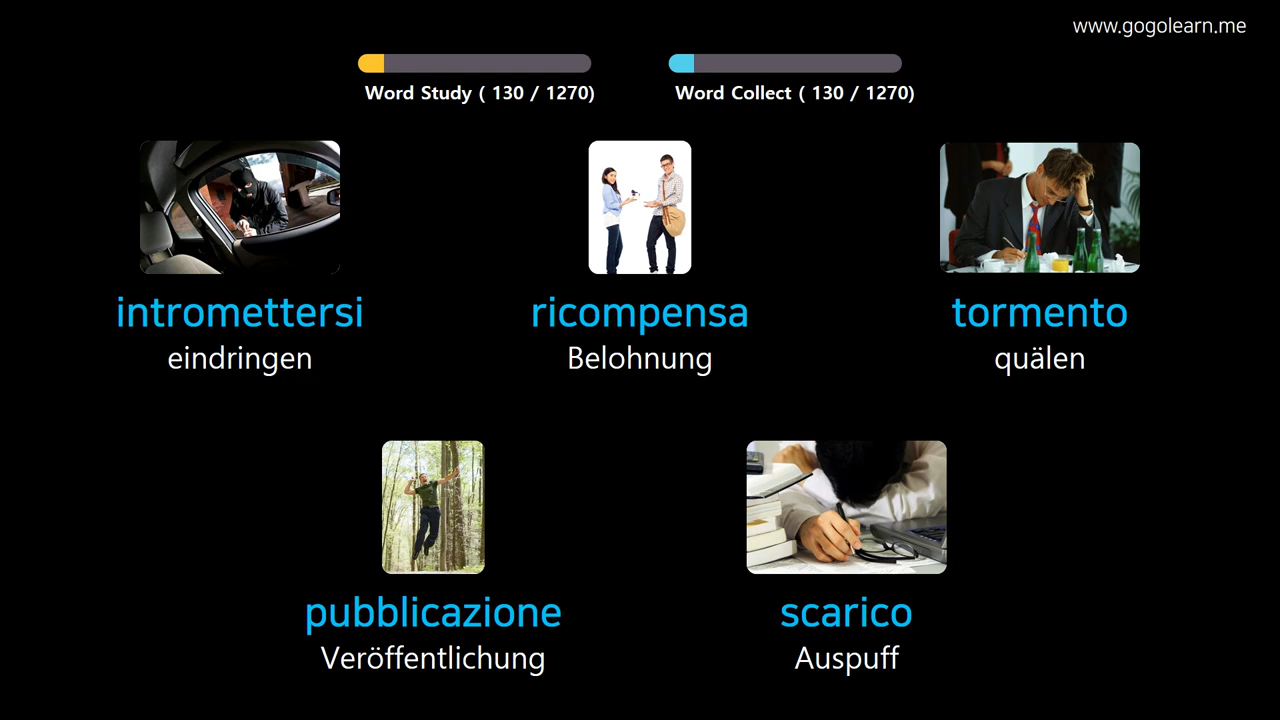 www.gogolearn.me
Word Study ( 130 / 1270)
Word Collect ( 130 / 1270)
intromettersi
eindringen
ricompensa
Belohnung
tormento
quälen
pubblicazione
Veröffentlichung
scarico
Auspuff